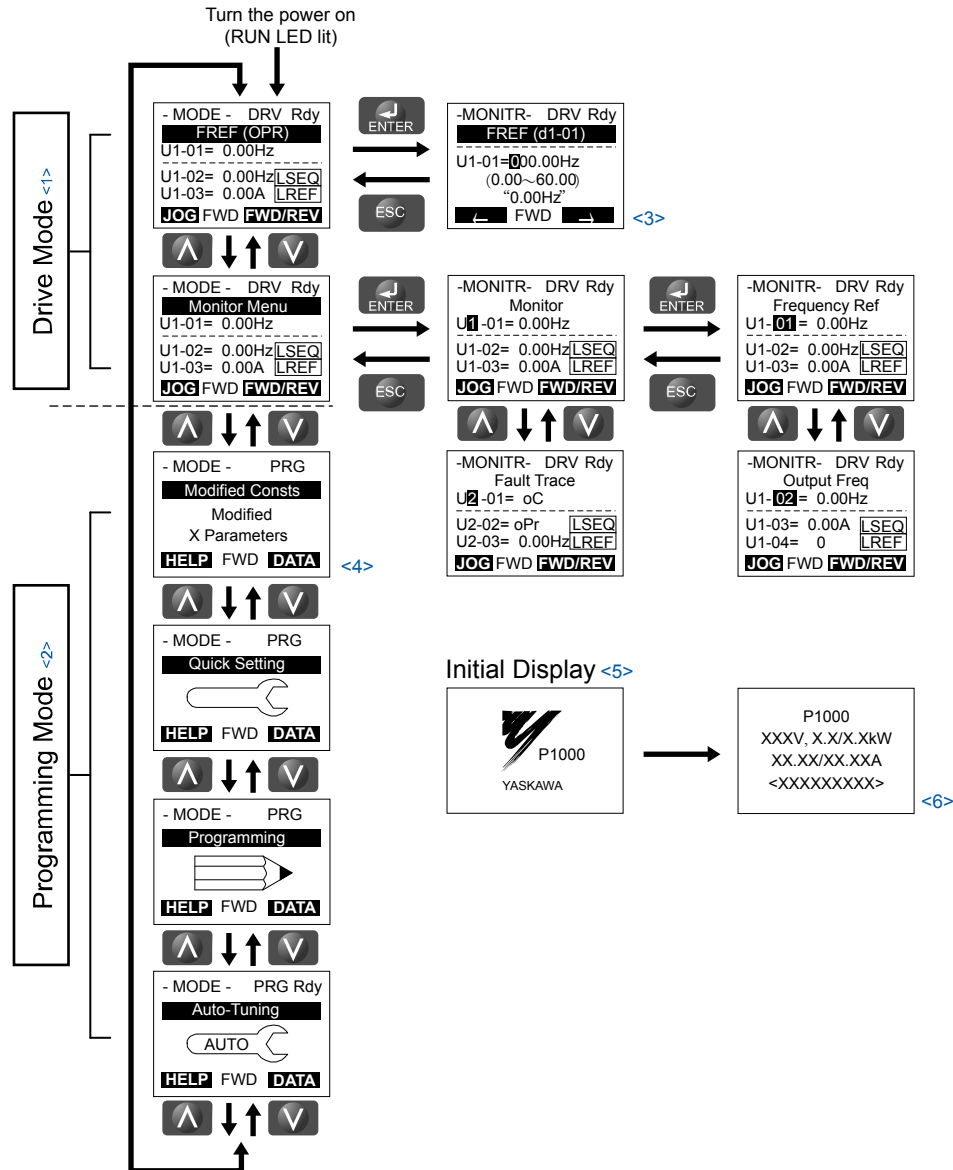 Turn the power on
(RUN LED lit)
Drive Mode <1>
- MODE - DRV Rdy
FREF (OPR)
U1-01= 0.00Hz
U1-02= 0.00Hz LSEQ
U1-03= 0.00A LREF
JOG FWD FWD/REV
ENTER
ESC
-MONITR- DRV Rdy
FREF (d1-01)
U1-01=000.00Hz
(0.00~60.00)
“0.00Hz”
← FWD →
<3>
- MODE - DRV Rdy
Monitor Menu
U1-01= 0.00Hz
U1-02= 0.00Hz LSEQ
U1-03= 0.00A LREF
JOG FWD FWD/REV
ENTER
ESC
-MONITR- DRV Rdy
Monitor
U1 -01= 0.00Hz
U1-02= 0.00Hz LSEQ
U1-03= 0.00A LREF
JOG FWD FWD/REV
ENTER
ESC
-MONITR- DRV Rdy
Frequency Ref
U1- 01 = 0.00Hz
U1-02= 0.00Hz LSEQ
U1-03= 0.00A LREF
JOG FWD FWD/REV
-MONITR- DRV Rdy
Fault Trace
U2 -01= oC
U2-02= oPr LSEQ
U2-03= 0.00Hz LREF
JOG FWD FWD/REV
-MONITR- DRV Rdy
Output Freq
U1- 02 = 0.00Hz
U1-03= 0.00A LSEQ
U1-04= 0 LREF
JOG FWD FWD/REV
Programming Mode <2>
- MODE - PRG
Modified Consts
Modified
X Parameters
HELP FWD DATA
<4>
- MODE - PRG
Quick Setting
HELP FWD DATA
- MODE - PRG
Programming
HELP FWD DATA
- MODE - PRG Rdy
Auto-Tuning
AUTO
HELP FWD DATA
Initial Display <5>
P1000
YASKAWA
P1000
XXXV, X.X/X.XkW
XX.XX/XX.XXA
<XXXXXXXXX>
<6>